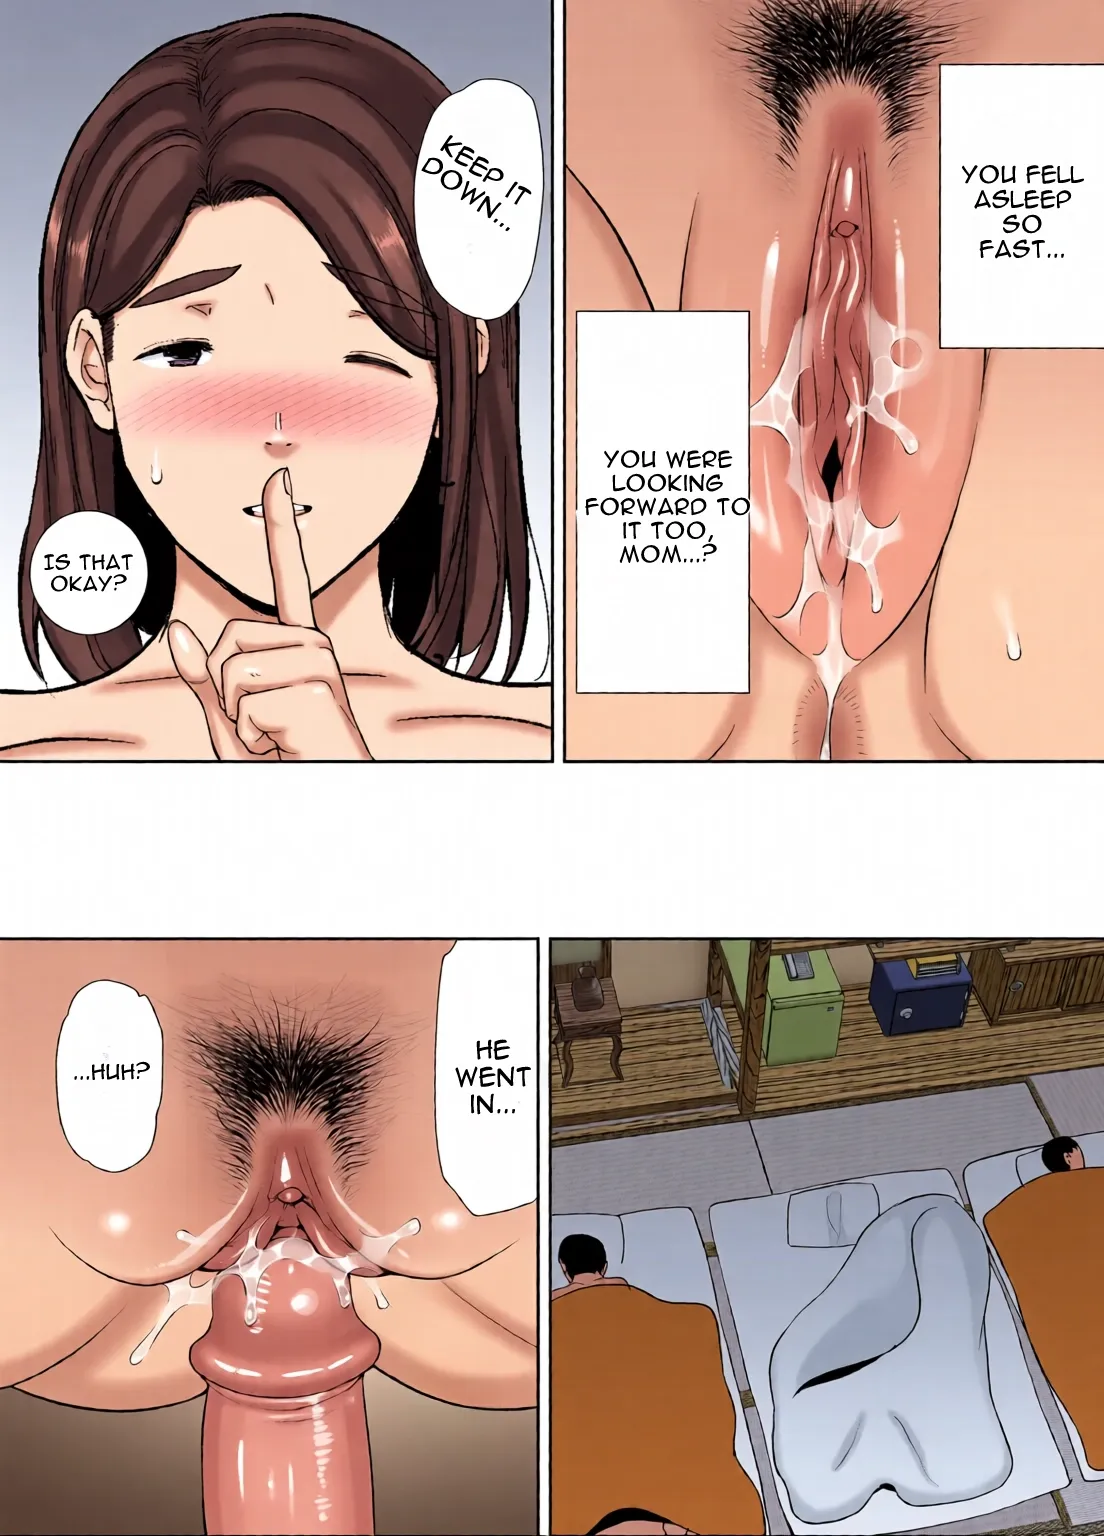 YOU FELL
ASLEEP
SO
FAST...
YOU WERE
LOOKING
FORWARD TO
IT TOO,
MOM...?
KEEP IT
DOWN...
IS THAT
OKAY?
HE
WENT
IN...
...HUH?